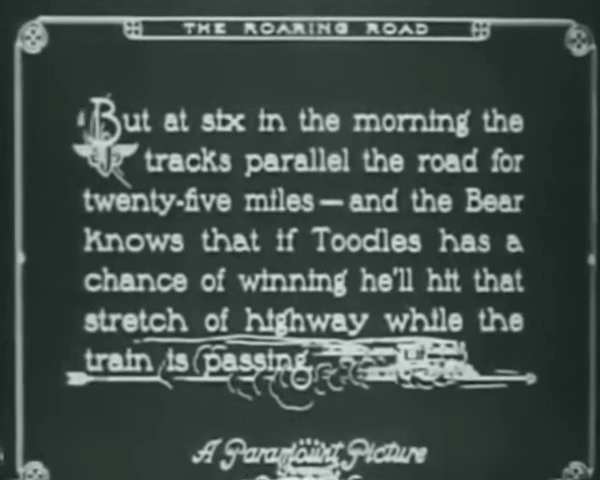 THE ROARING ROAD
But at six in the morning the
tracks parallel the road for
twenty-five miles — and the Bear
knows that if Toodles has a
chance of winning he'll hit that
stretch of highway while the
train is passing.
A Paramount Picture